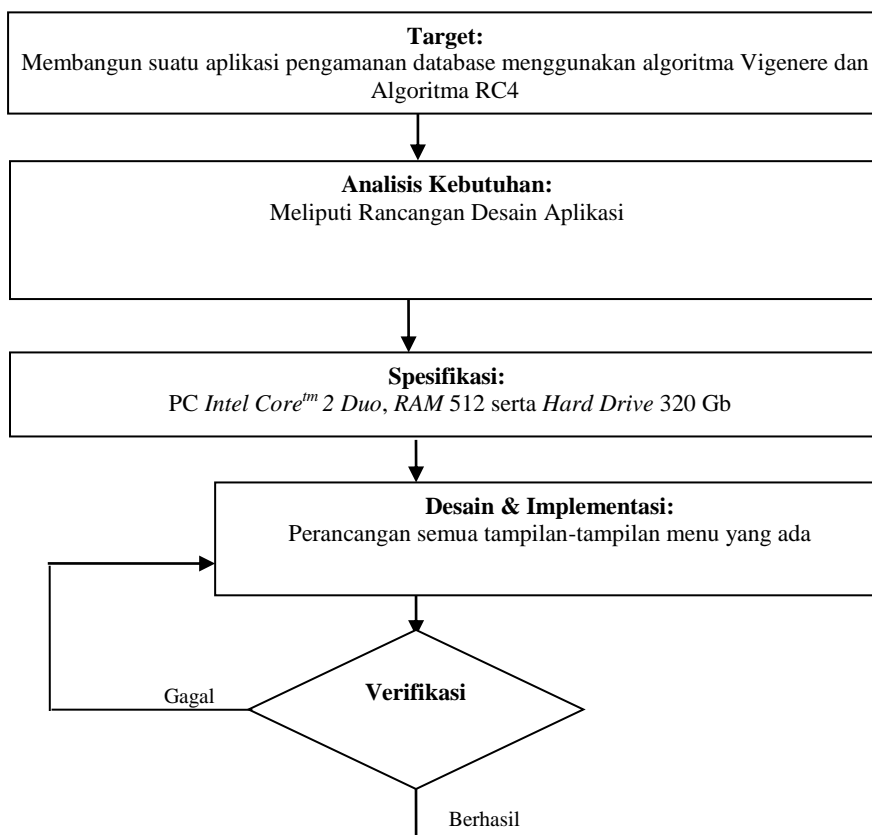 Target:
Membangun suatu aplikasi pengamanan database menggunakan algoritma Vigenere dan
Algoritma RC4
Analisis Kebutuhan:
Meliputi Rancangan Desain Aplikasi
Spesifikasi:
PC Intel Core™ 2 Duo, RAM 512 serta Hard Drive 320 Gb
Desain & Implementasi:
Perancangan semua tampilan-tampilan menu yang ada
Verifikasi
Gagal
Berhasil